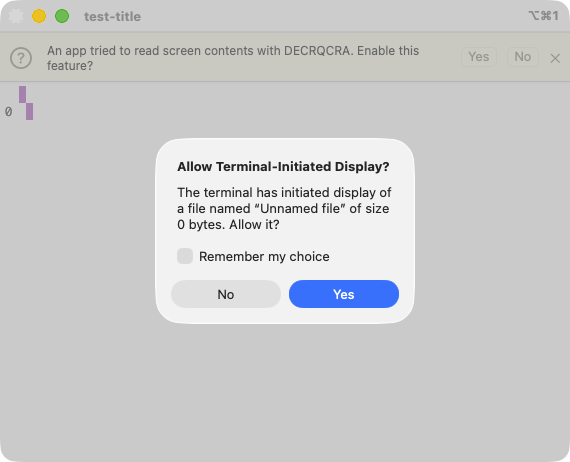 test-title
⌥⌘1
An app tried to read screen contents with DECRQCRA. Enable this
feature?
Yes
No
0
Allow Terminal-Initiated Display?
The terminal has initiated display of
a file named “Unnamed file” of size
0 bytes. Allow it?
Remember my choice
No
Yes